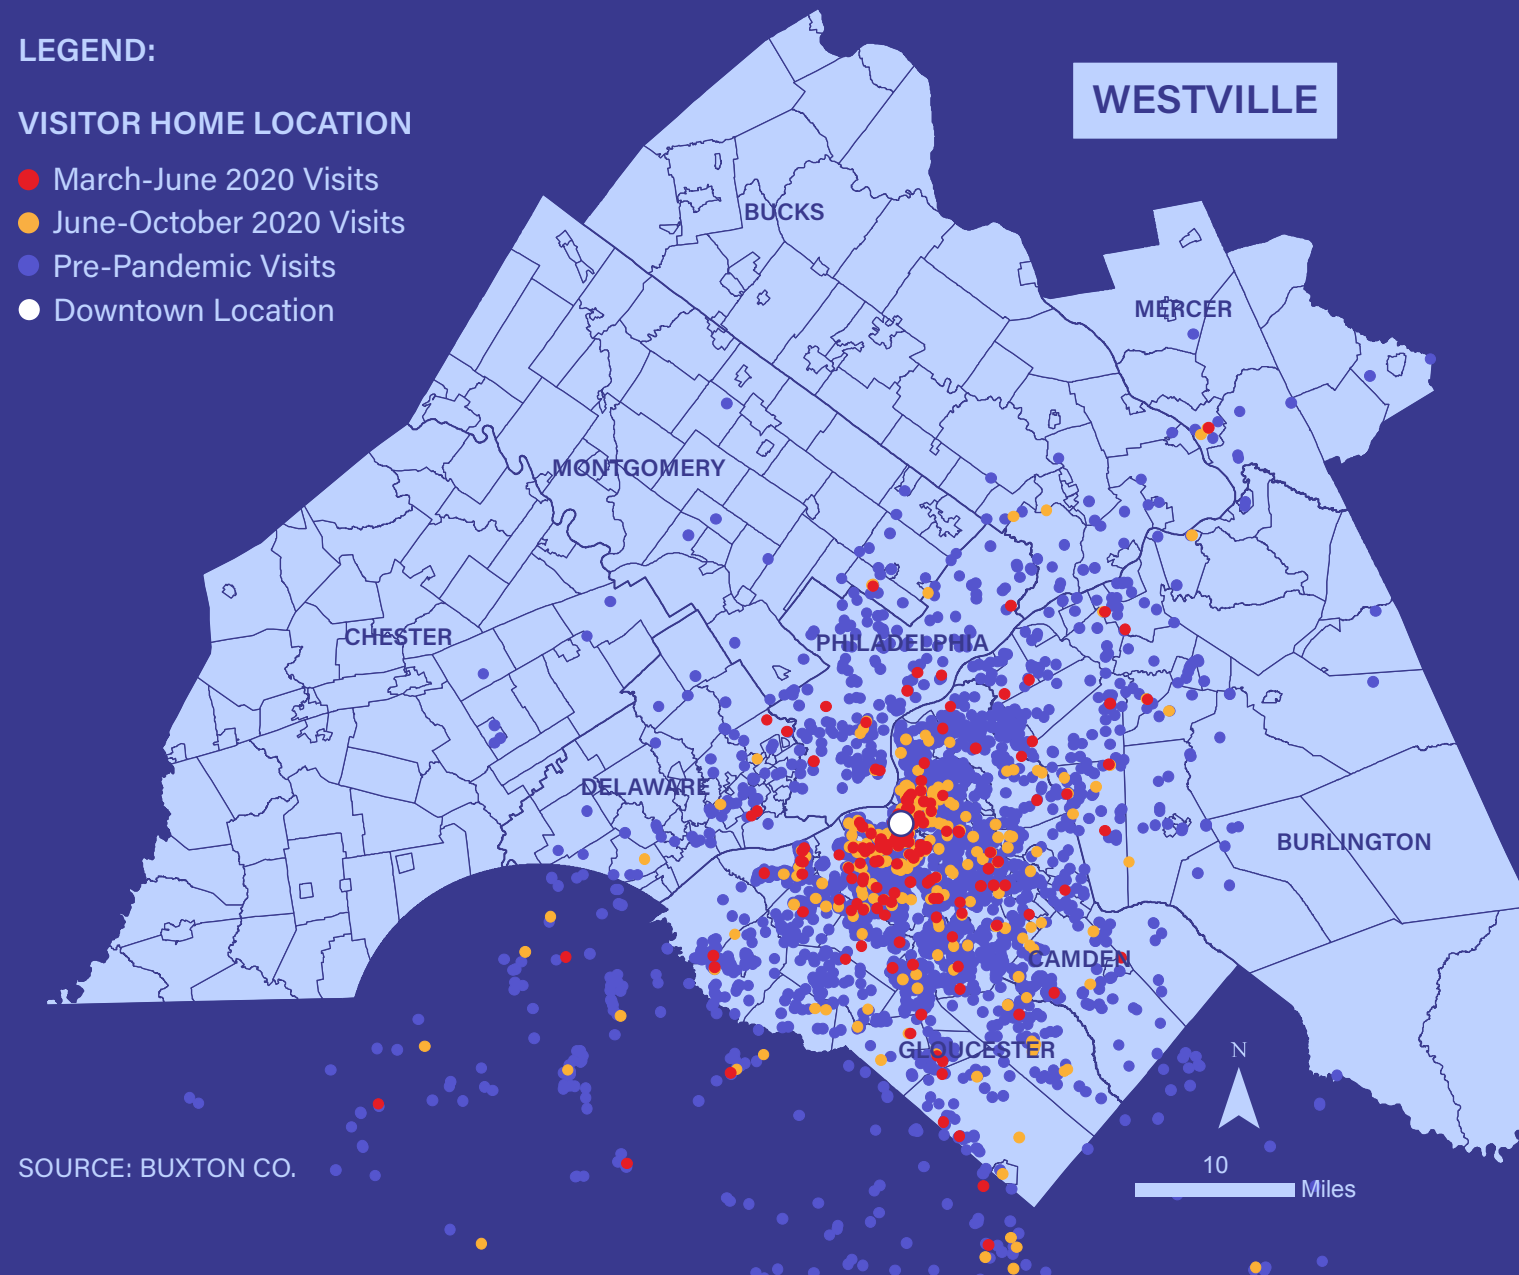 LEGEND:
VISITOR HOME LOCATION
March-June 2020 Visits
June-October 2020 Visits
Pre-Pandemic Visits
Downtown Location
WESTVILLE
BUCKS
MERCER
MONTGOMERY
CHESTER
PHILADELPHIA
DELAWARE
BURLINGTON
CAMDEN
GLOUCESTER
N
10
Miles
SOURCE: BUXTON CO.